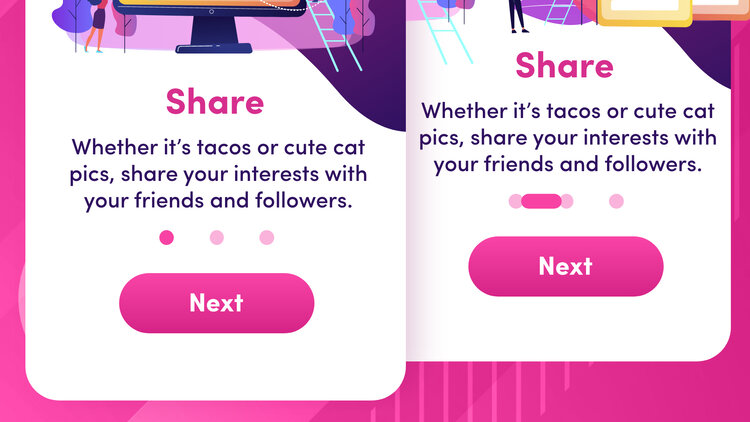 Share
Whether it’s tacos or cute cat
pics, share your interests with
your friends and followers.
Next
Share
Whether it’s tacos or cute cat
pics, share your interests with
your friends and followers.
Next